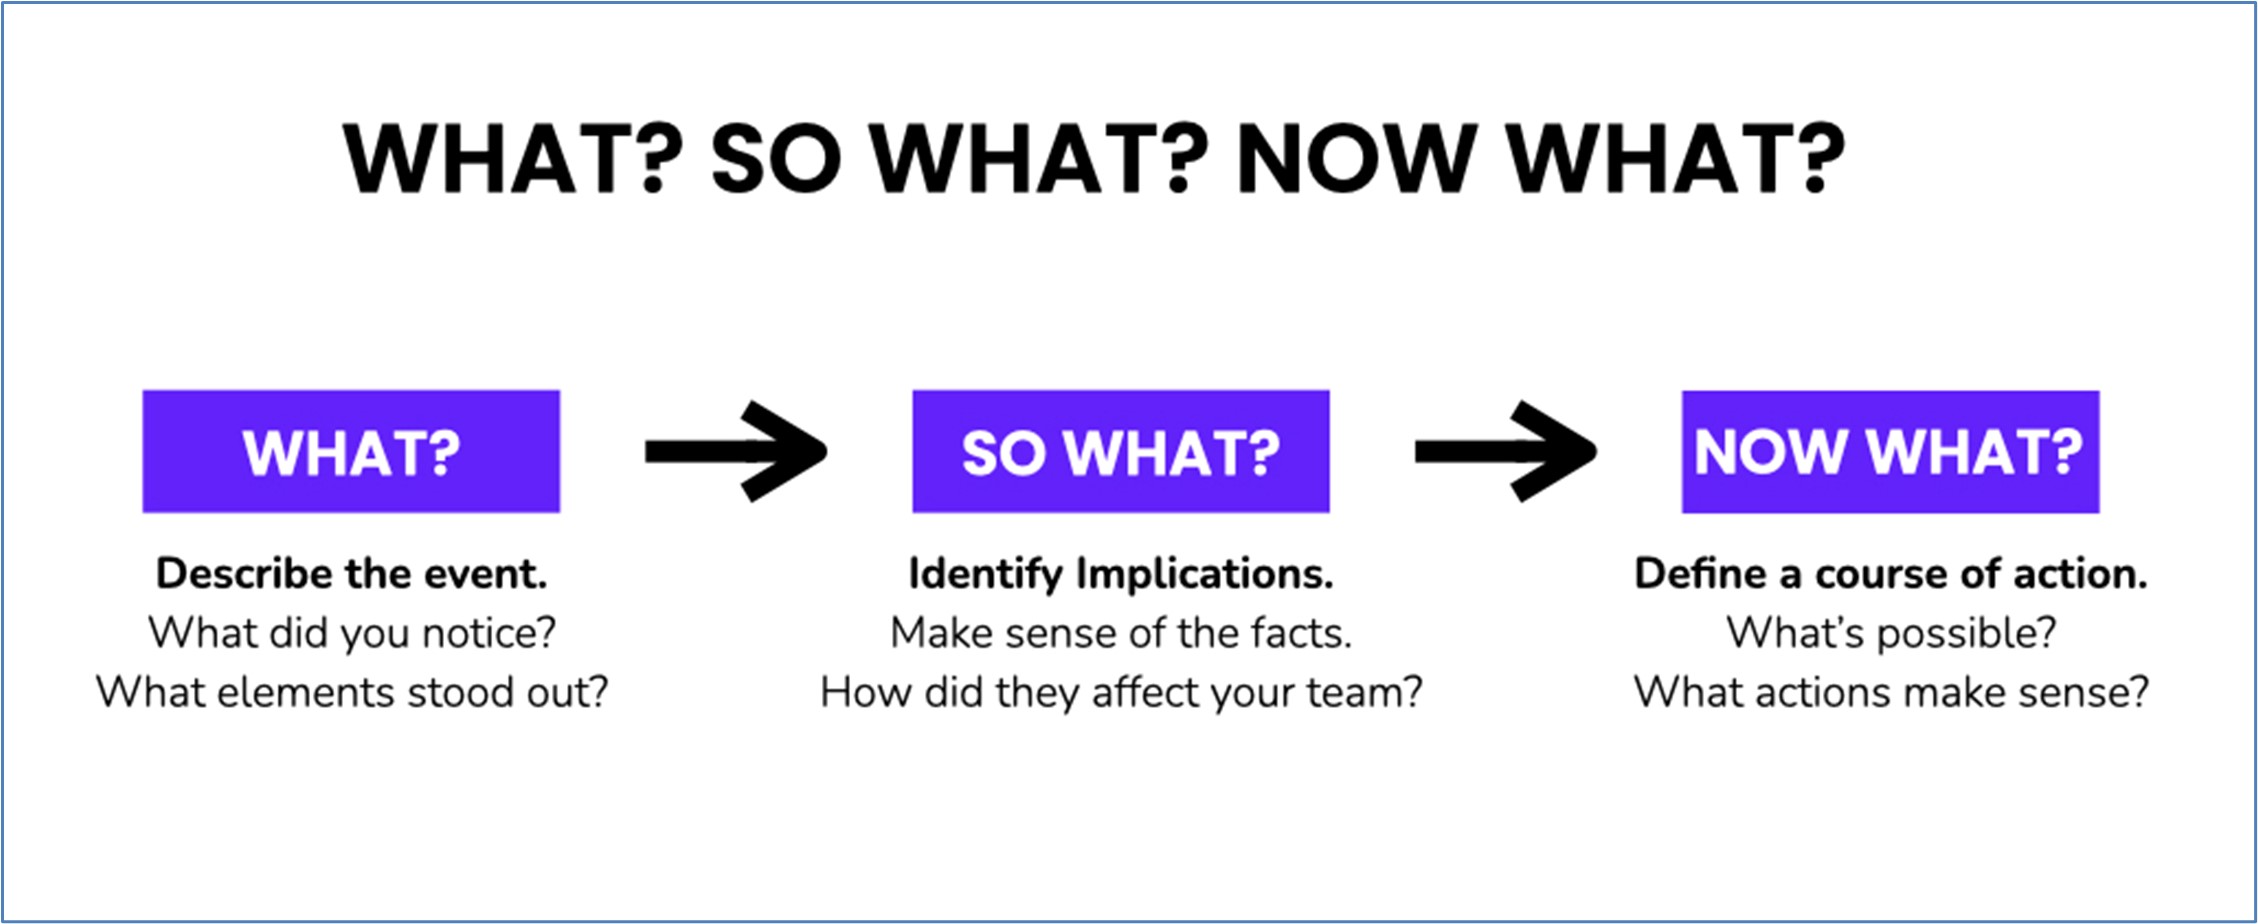 WHAT? SO WHAT? NOW WHAT?
WHAT?
Describe the event.
What did you notice?
What elements stood out?
SO WHAT?
Identify Implications.
Make sense of the facts.
How did they affect your team?
NOW WHAT?
Define a course of action.
What’s possible?
What actions make sense?